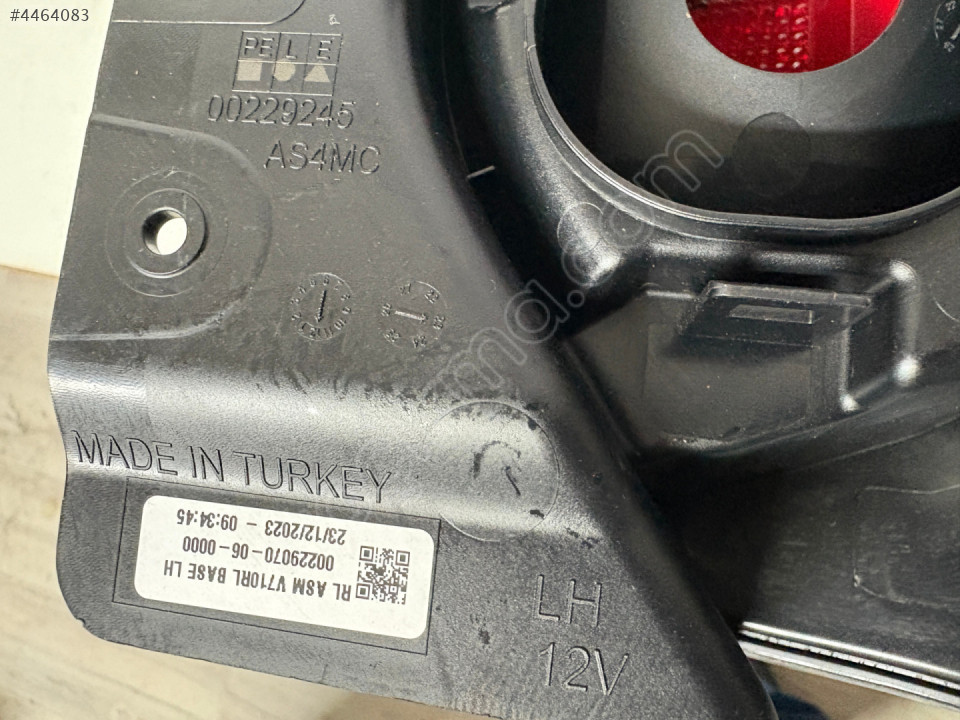 #4464083
PELE
00229245
AS4MC
MADE IN TURKEY
RL ASM V710RL BASE LH
00229070-06-0000
23/12/2023 - 09:34:45
LH
12V